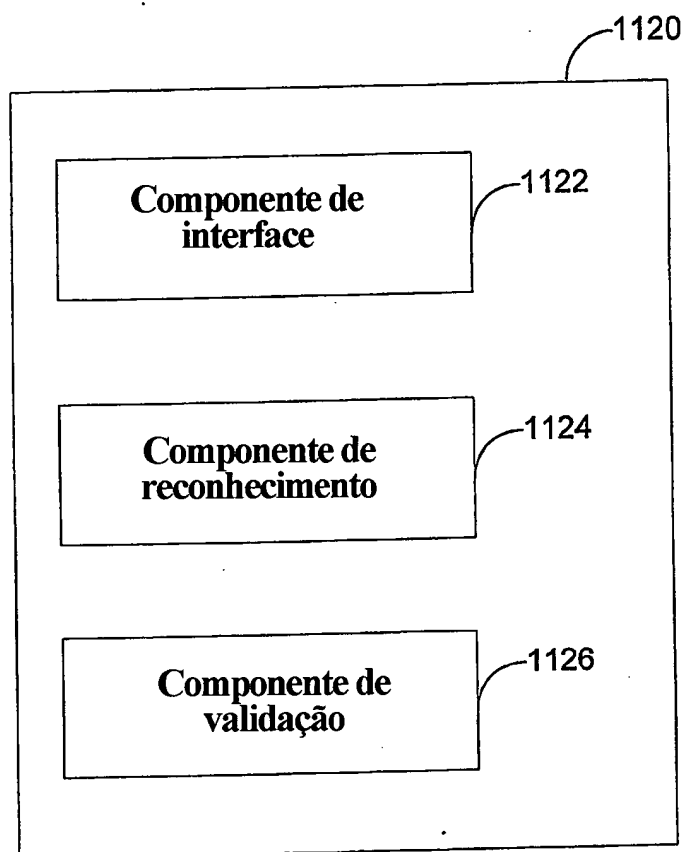 1120
Componente de
interface
1122
Componente de
reconhecimento
1124
Componente de
validação
1126